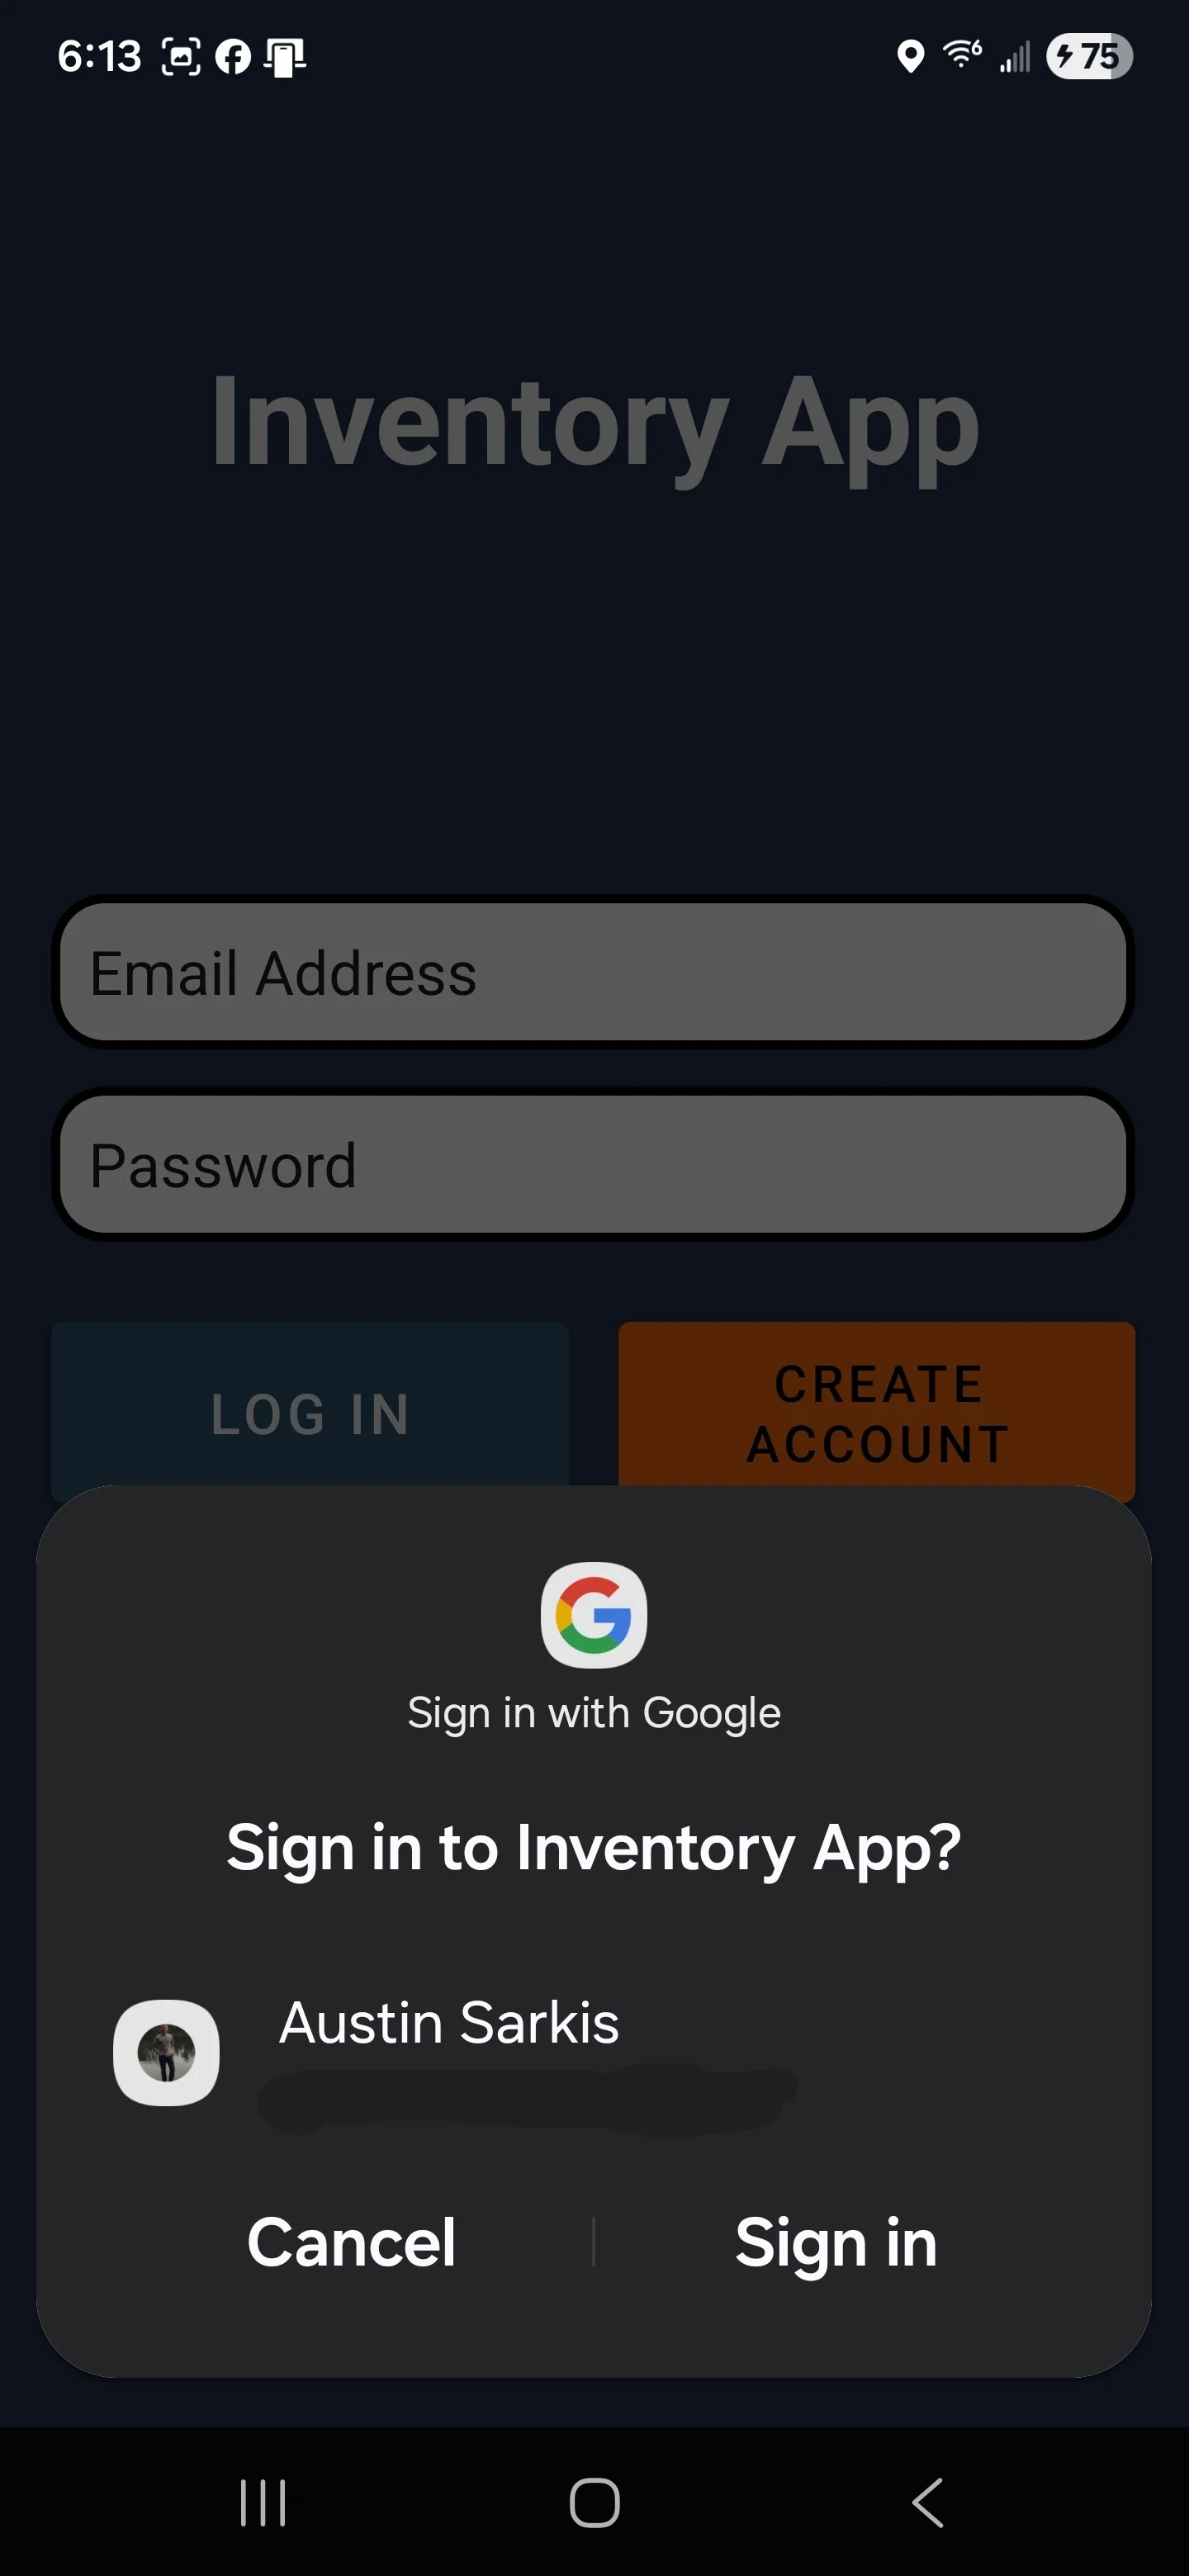 6:13
6
75
Inventory App
Email Address
Password
LOG IN
CREATE
ACCOUNT
Sign in with Google
Sign in to Inventory App?
Austin Sarkis
Cancel
Sign in